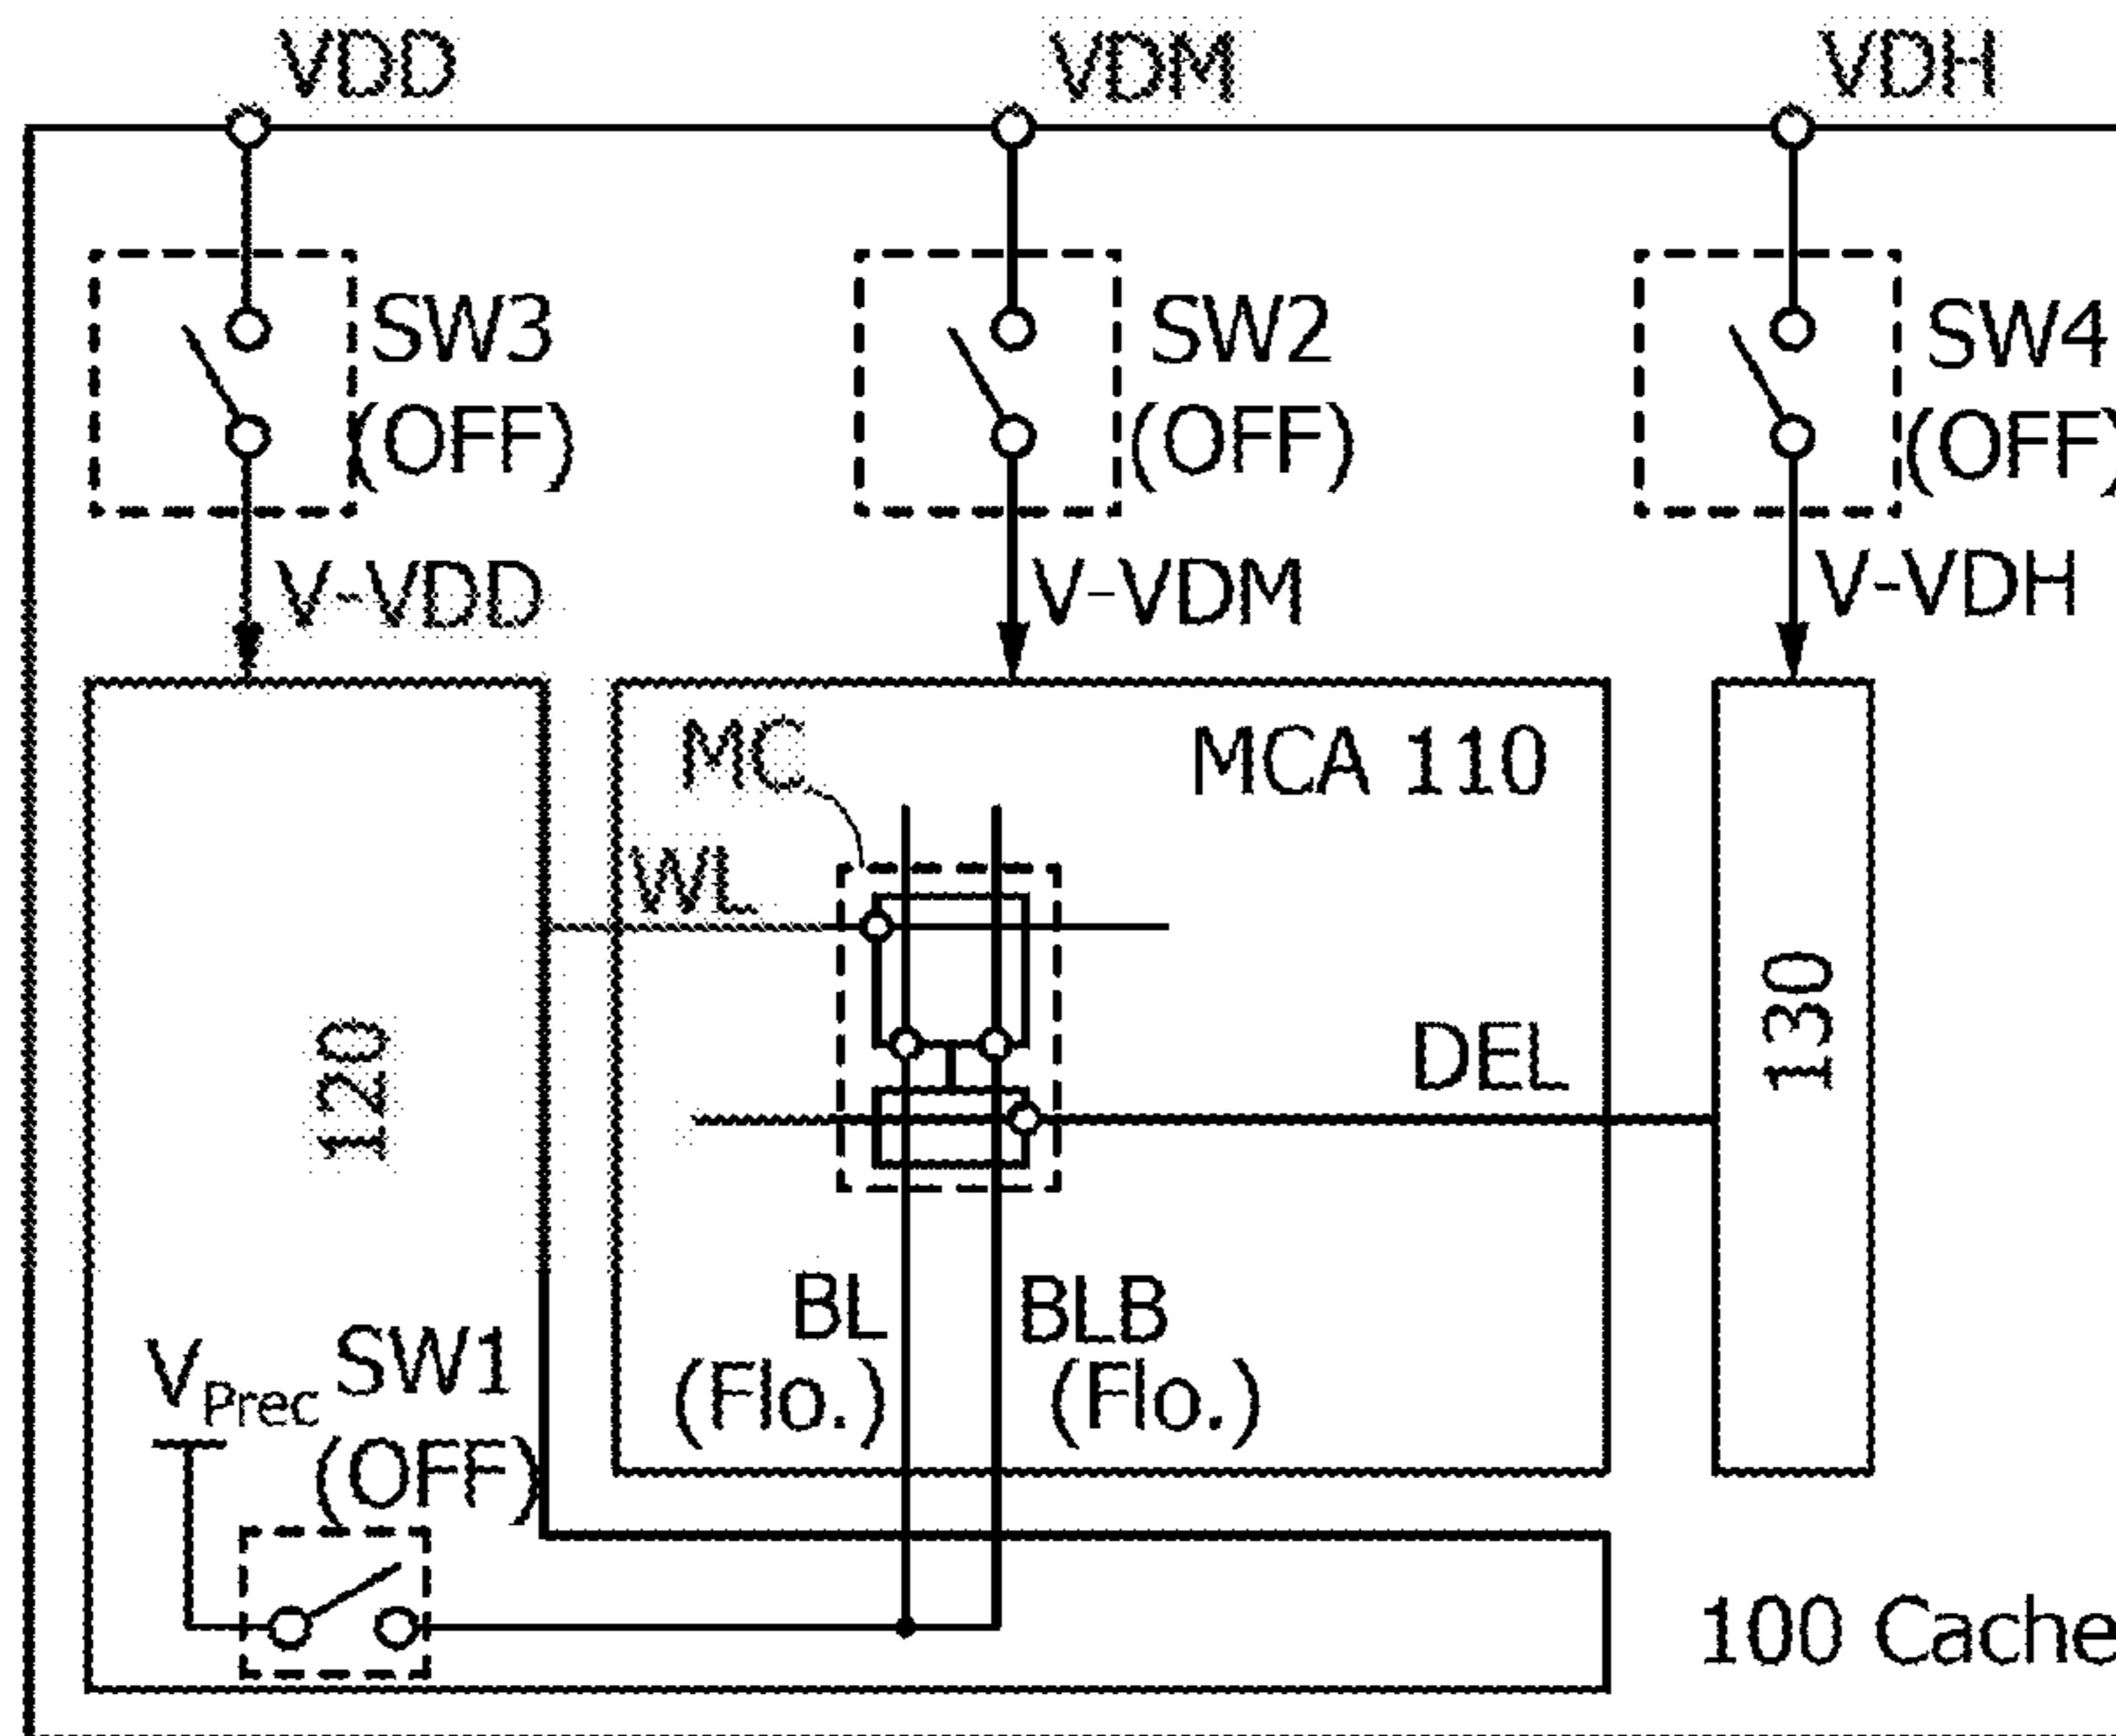 VDD
VDM
VDH
SW3
(OFF)
SW2
(OFF)
SW4
(OFF)
V-VDD
V-VDM
V-VDH
MC
MCA 110
WL
120
130
DEL
BL
(Flo.)
BLB
(Flo.)
VPrec
SW1
(OFF)
100 Cache